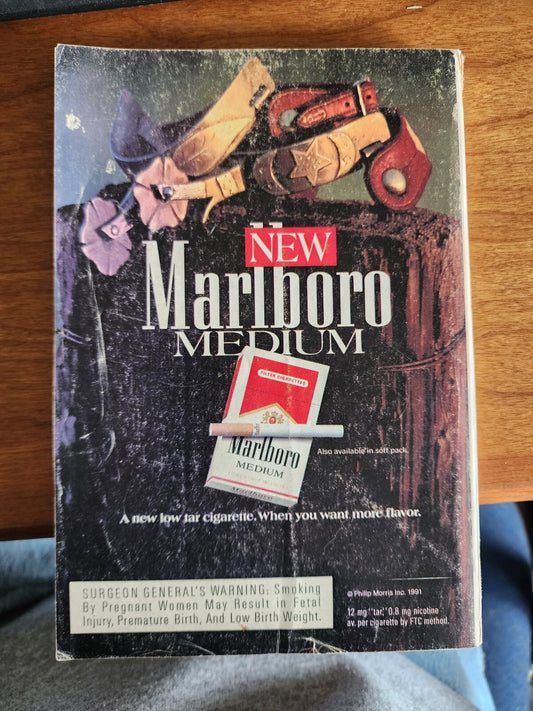 NEW
Marlboro
MEDIUM
FILTER CIGARETTES
Marlboro
MEDIUM
Marlboro
Also available in soft pack.
A new low tar cigarette. When you want more flavor.
SURGEON GENERAL'S WARNING: Smoking
By Pregnant Women May Result in Fetal
Injury, Premature Birth, And Low Birth Weight.
© Philip Morris Inc. 1991
12 mg "tar," 0.8 mg nicotine
av. per cigarette by FTC method.